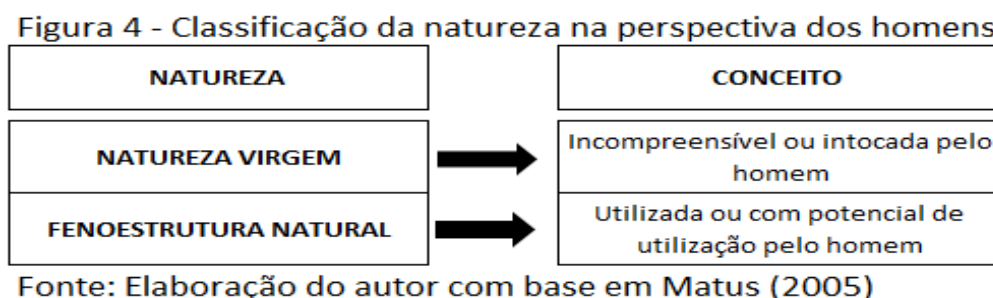 Figura 4 - Classificação da natureza na perspectiva dos homens
NATUREZA
CONCEITO
NATUREZA VIRGEM
Incompreensível ou intocada pelo
homem
FENOESTRUTURA NATURAL
Utilizada ou com potencial de
utilização pelo homem
Fonte: Elaboração do autor com base em Matus (2005)